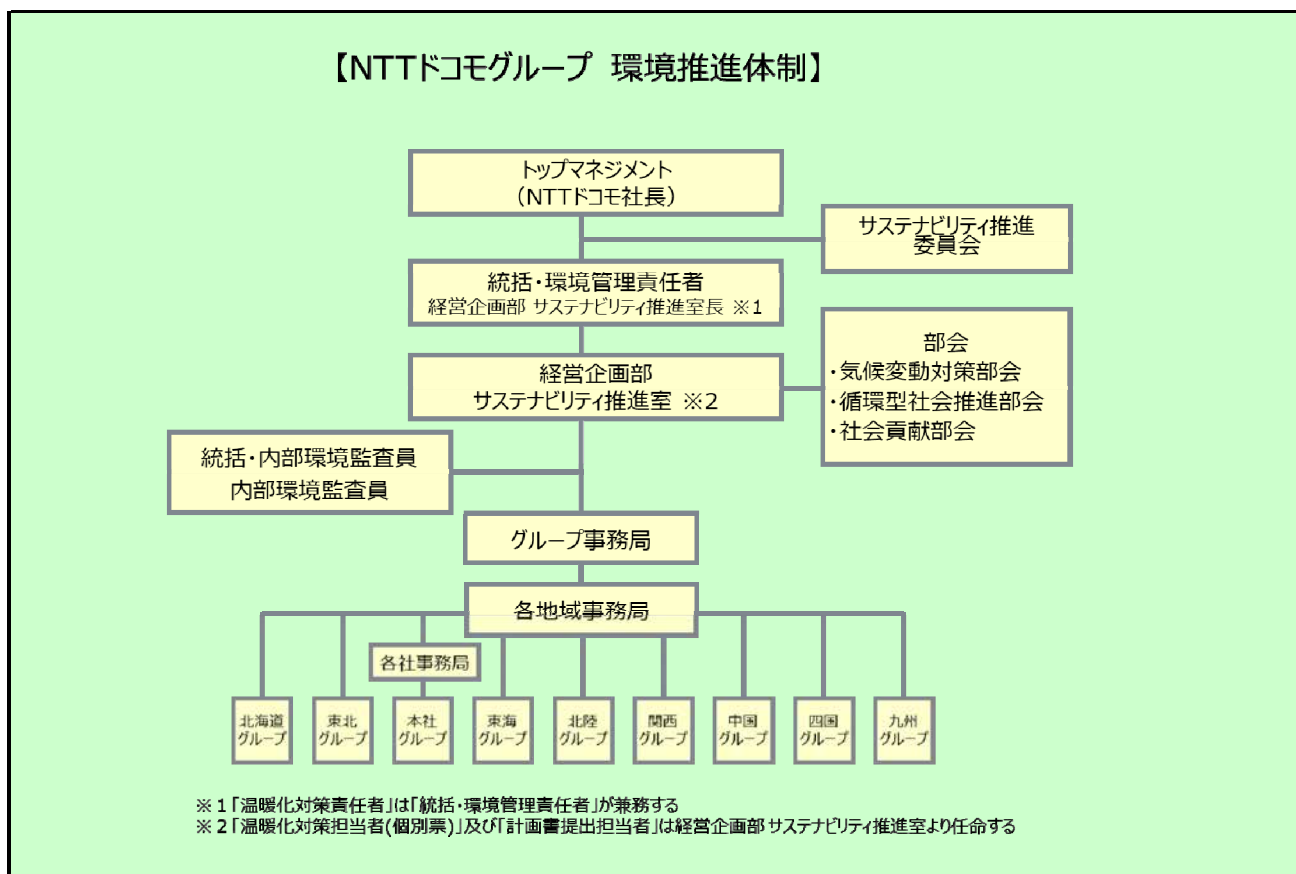 【NTTドコモグループ 環境推進体制】
トップマネジメント
(NTTドコモ社長)
サステナビリティ推進
委員会
統括・環境管理責任者
経営企画部 サステナビリティ推進室長 ※1
部会
・気候変動対策部会
・循環型社会推進部会
・社会貢献部会
経営企画部
サステナビリティ推進室 ※2
統括・内部環境監査員
内部環境監査員
グループ事務局
各地域事務局
各社事務局
北海道
グループ
東北
グループ
本社
グループ
東海
グループ
北陸
グループ
関西
グループ
中国
グループ
四国
グループ
九州
グループ
※1「温暖化対策責任者」は「統括・環境管理責任者」が兼務する
※2「温暖化対策担当者(個別票)」及び「計画書提出担当者」は経営企画部 サステナビリティ推進室より任命する